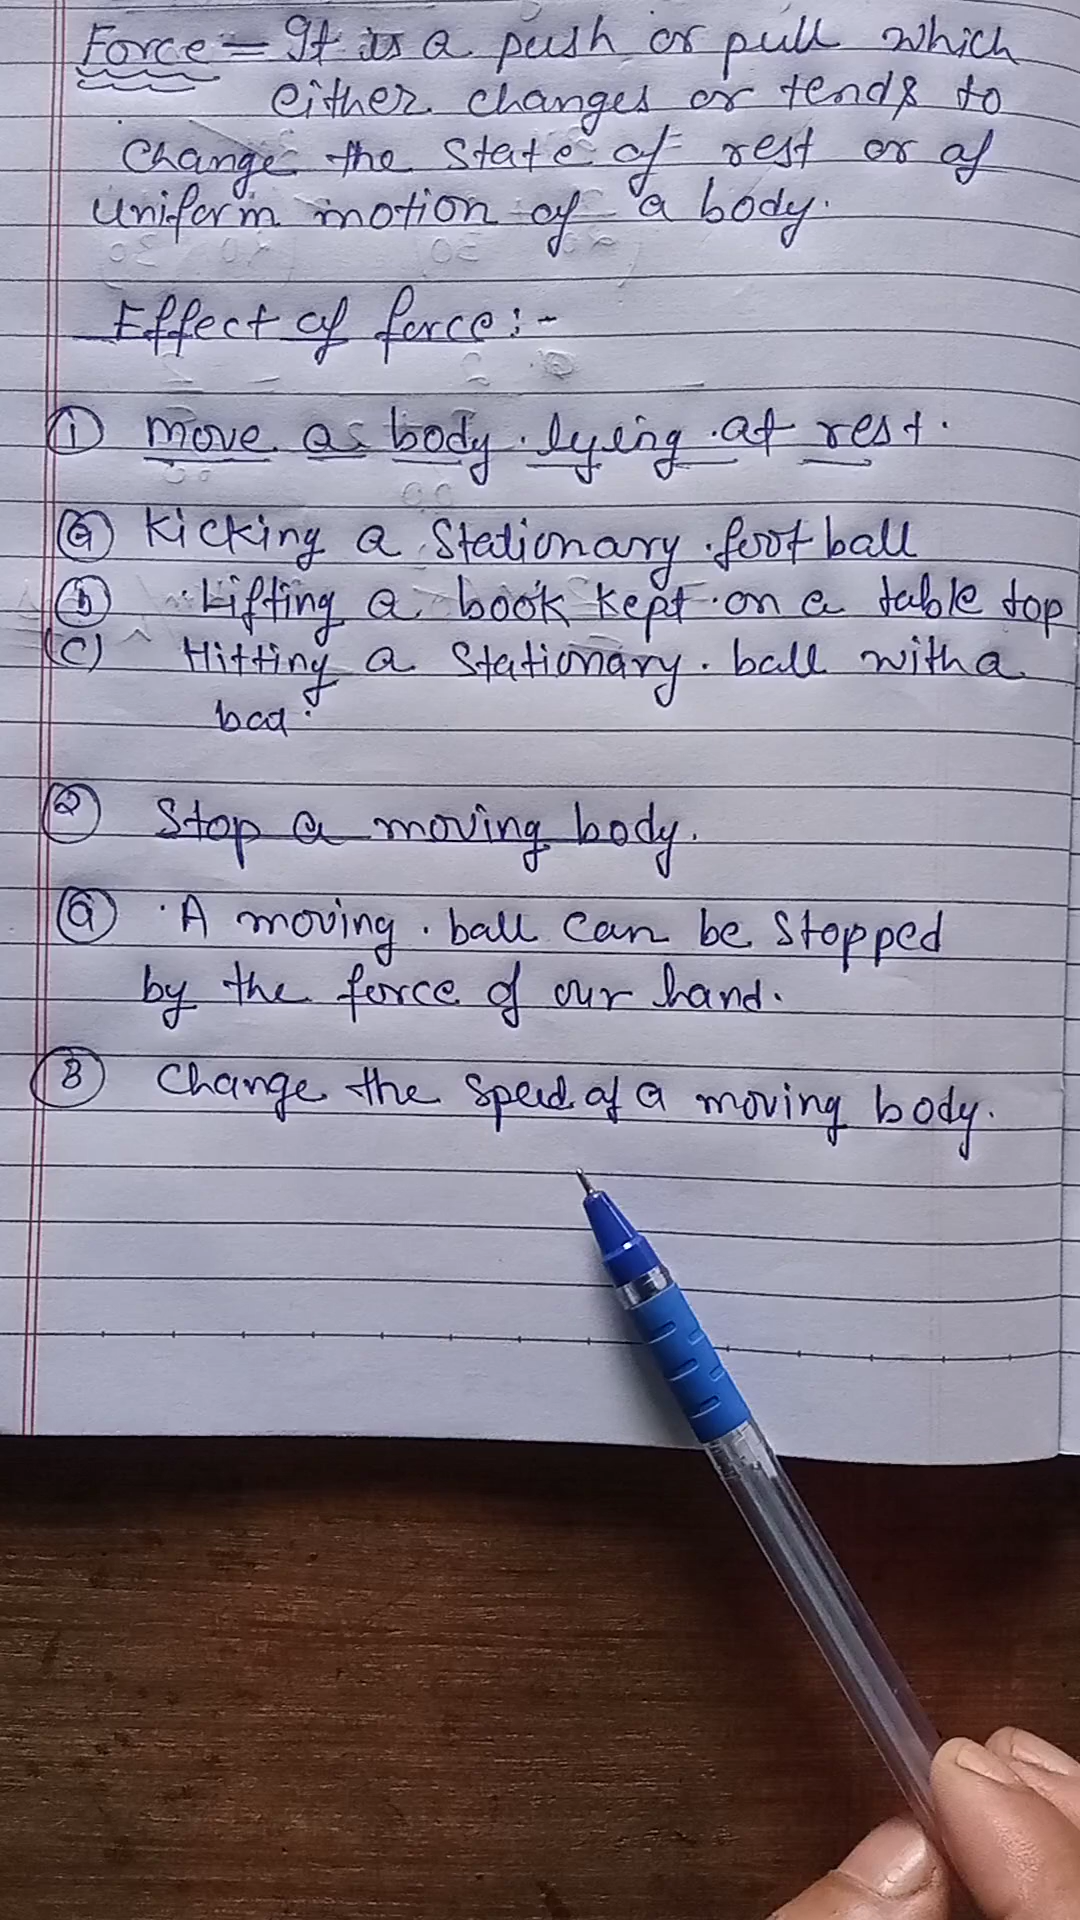 Force = It is a push or pull which
either changes or tends to
change the state of rest or of
uniform motion of a body.
Effect of force :-
① move as body lying at rest.
ⓐ Kicking a stationary football
ⓑ Lifting a book kept on a table top
(c) Hitting a stationary ball with a
bat.
② Stop a moving body.
ⓐ A moving ball can be stopped
by the force of our hand.
③ Change the speed of a moving body.